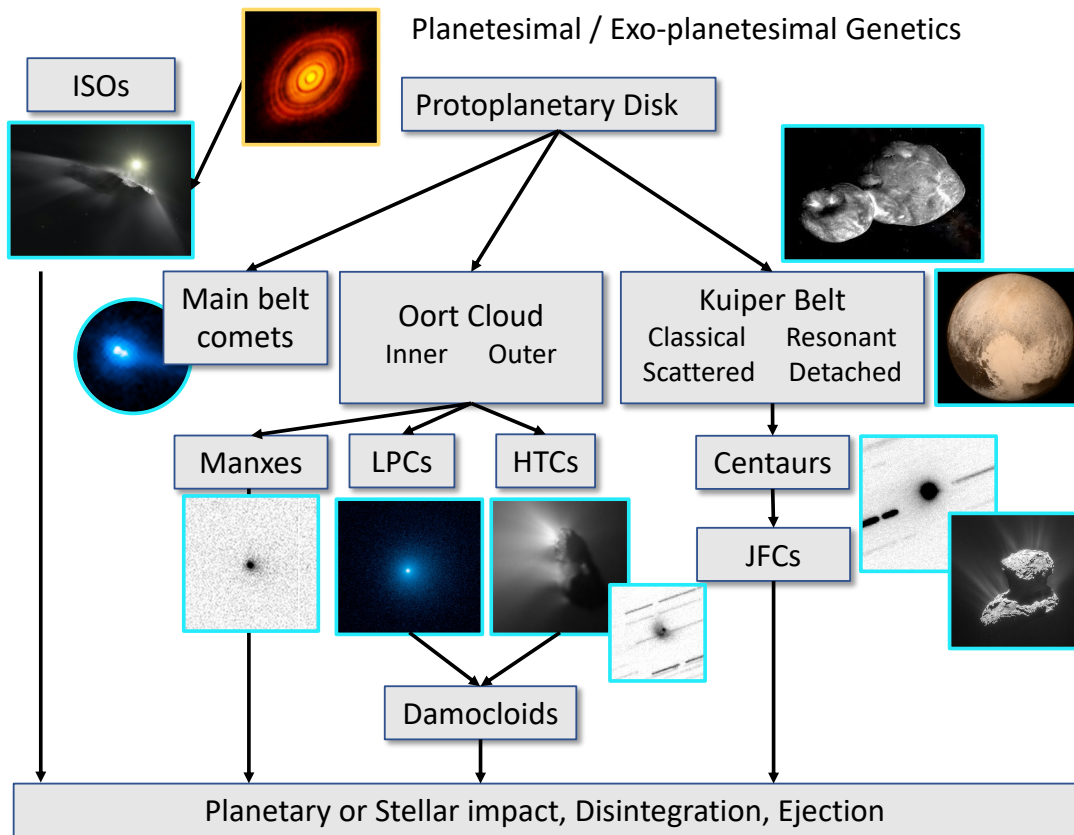 Planetesimal / Exo-planetesimal Genetics
ISOs
Protoplanetary Disk
Main belt
comets
Oort Cloud
Inner Outer
Kuiper Belt
Classical Resonant
Scattered Detached
Manxes
LPCs
HTCs
Centaurs
JFCs
Damocloids
Planetary or Stellar impact, Disintegration, Ejection